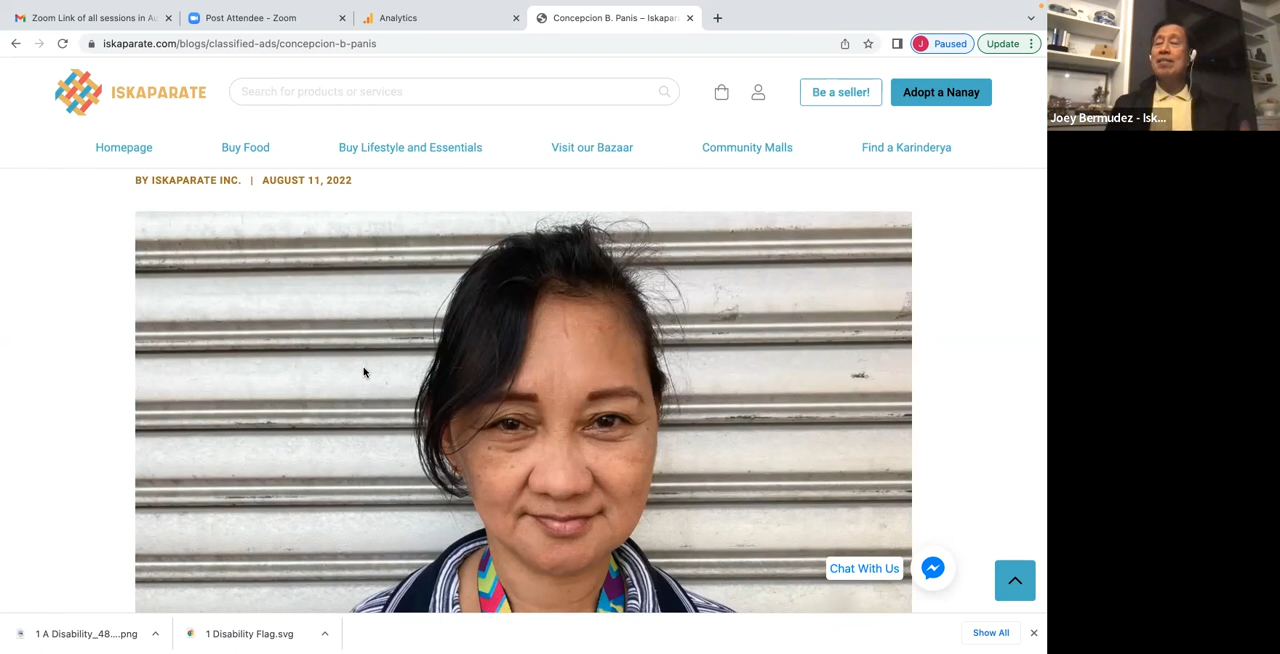 Zoom Link of all sessions in Au
Post Attendee - Zoom
Analytics
Concepcion B. Panis – Iskapar
iskaparate.com/blogs/classified-ads/concepcion-b-panis
J
Paused
Update
ISKAPARATE
Search for products or services
Be a seller!
Adopt a Nanay
Homepage
Buy Food
Buy Lifestyle and Essentials
Visit our Bazaar
Community Malls
Find a Karinderya
BY ISKAPARATE INC. | AUGUST 11, 2022
Chat With Us
1 A Disability_48....png
1 Disability Flag.svg
Show All
Joey Bermudez - Isk...